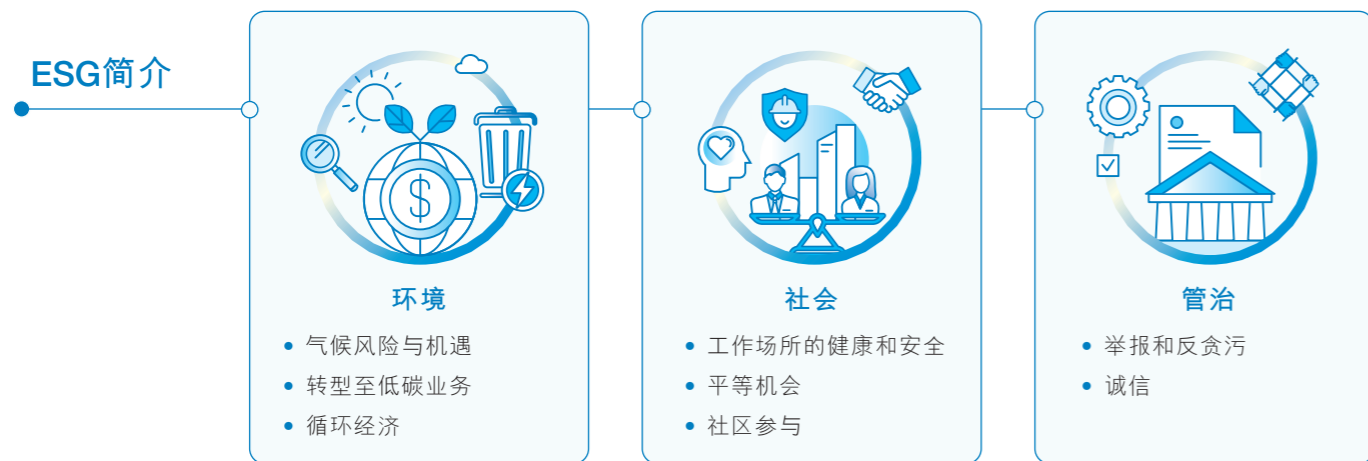 ESG简介
环境
气候风险与机遇
转型至低碳业务
循环经济
社会
工作场所的健康和安全
平等机会
社区参与
管治
举报和反贪污
诚信